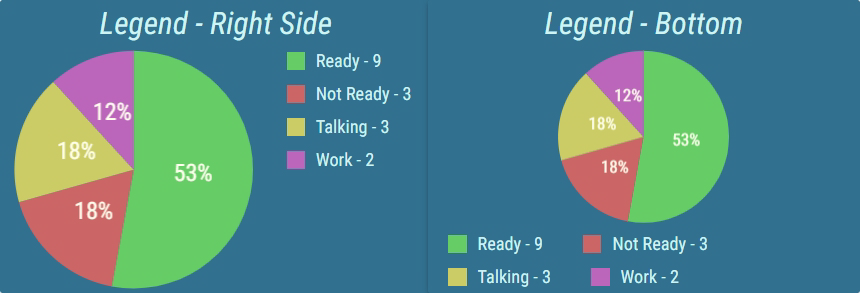 Legend - Right Side
12%
18%
53%
18%
Ready - 9
Not Ready - 3
Talking - 3
Work - 2
Legend - Bottom
12%
18%
53%
18%
Ready - 9 Not Ready - 3
Talking - 3 Work - 2